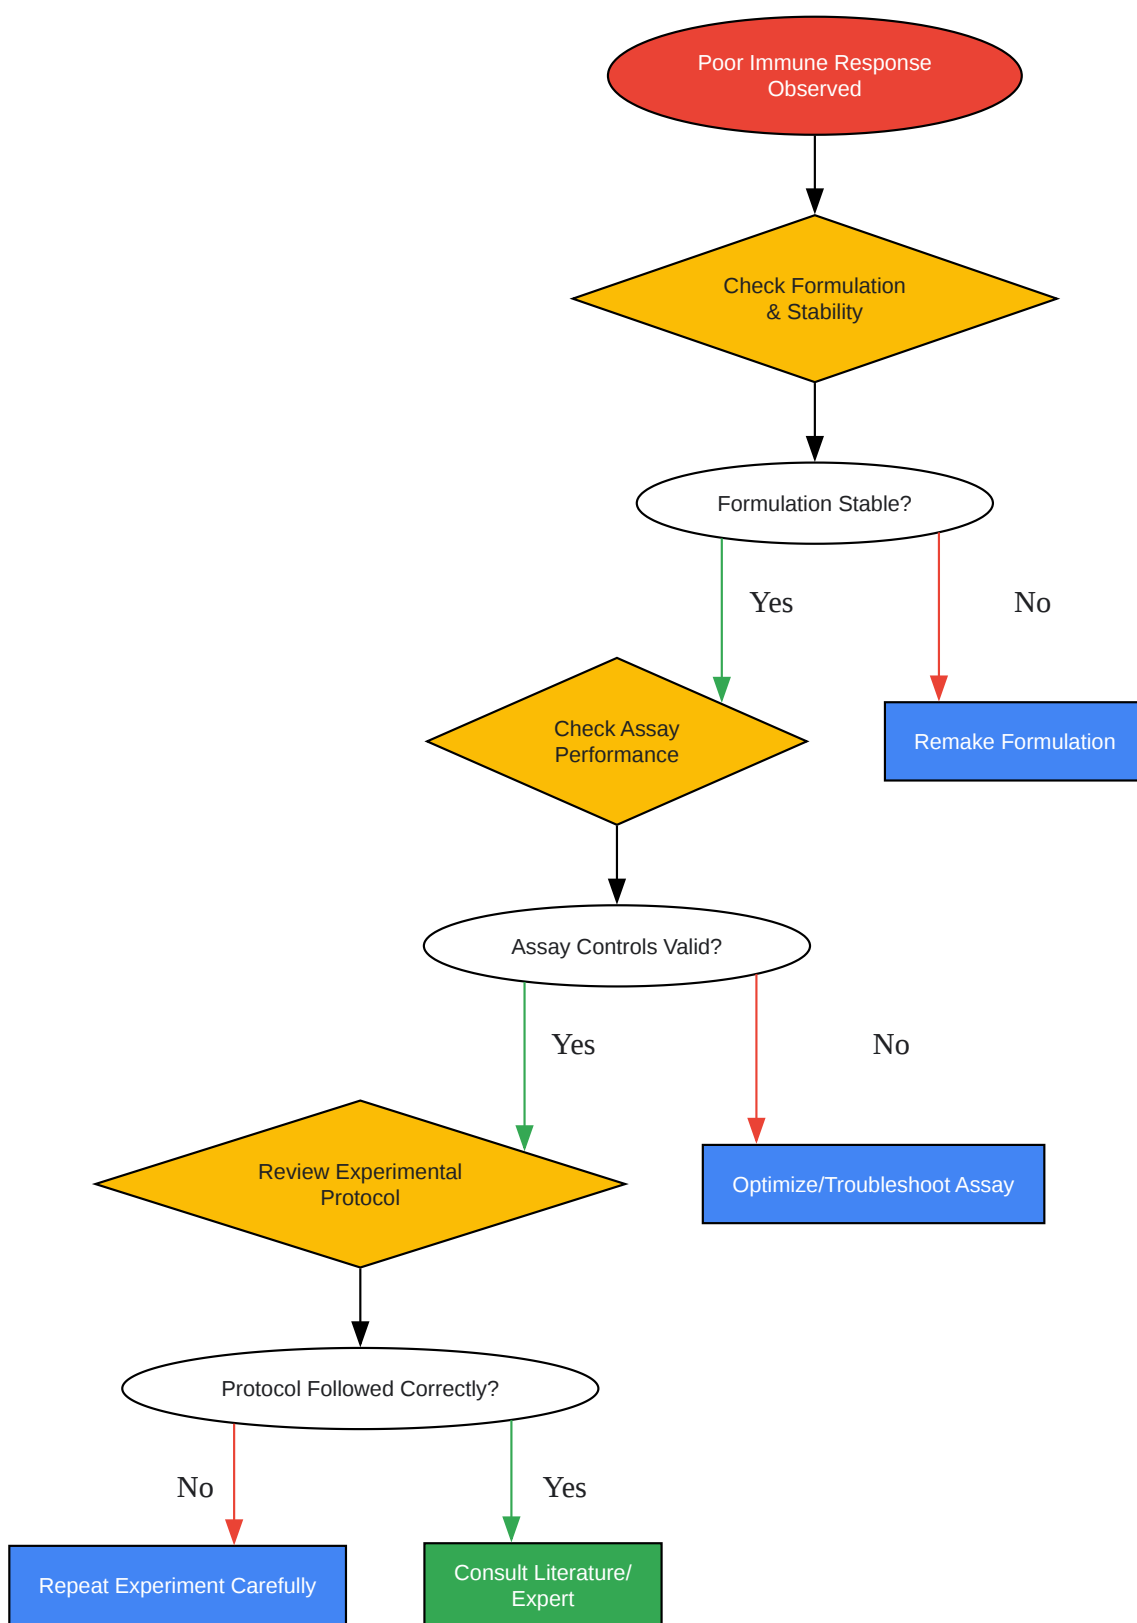 Poor Immune Response
Observed
Check Formulation
& Stability
Formulation Stable?
Yes
No
Check Assay
Performance
Remake Formulation
Assay Controls Valid?
Yes
No
Review Experimental
Protocol
Optimize/Troubleshoot Assay
Protocol Followed Correctly?
No
Yes
Repeat Experiment Carefully
Consult Literature/
Expert